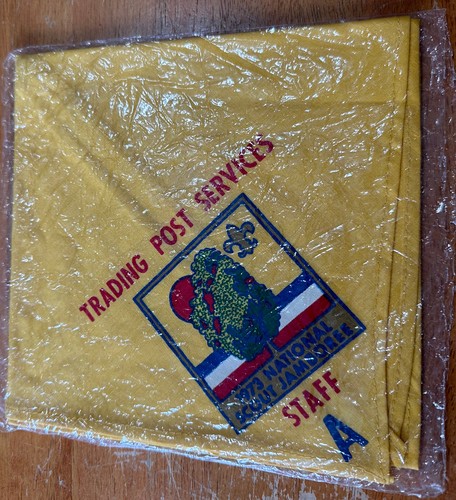 TRADING POST SERVICES
1973 NATIONAL
SCOUT JAMBOREE
STAFF
A